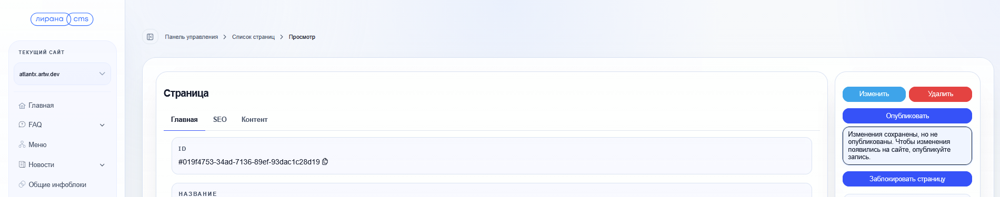 лирана cms
ТЕКУЩИЙ САЙТ
atlantx.artw.dev
Главная
FAQ
Меню
Новости
Общие инфоблоки
Панель управления > Список страниц > Просмотр
Страница
Главная SEO Контент
ID
#019f4753-34ad-7136-89ef-93dac1c28d19
НАЗВАНИЕ
Изменить Удалить
Опубликовать
Изменения сохранены, но не
опубликованы. Чтобы изменения
появились на сайте, опубликуйте
запись.
Заблокировать страницу